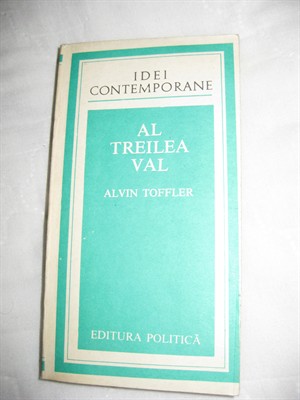 IDEI
CONTEMPORANE
AL
TREILEA
VAL
ALVIN TOFFLER
EDITURA POLITICĂ